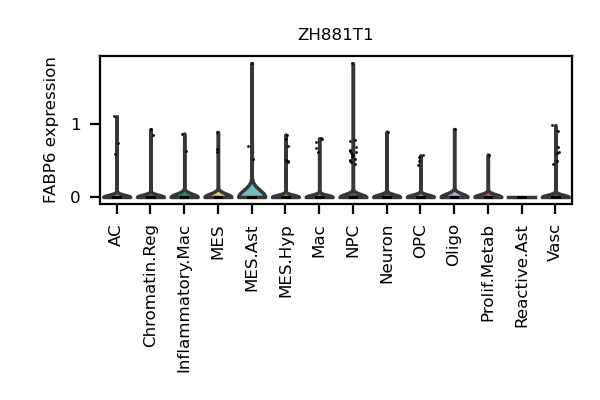 ZH881T1
FABP6 expression
1
0
AC
Chromatin.Reg
Inflammatory.Mac
MES
MES.Ast
MES.Hyp
Mac
NPC
Neuron
OPC
Oligo
Prolif.Metab
Reactive.Ast
Vasc